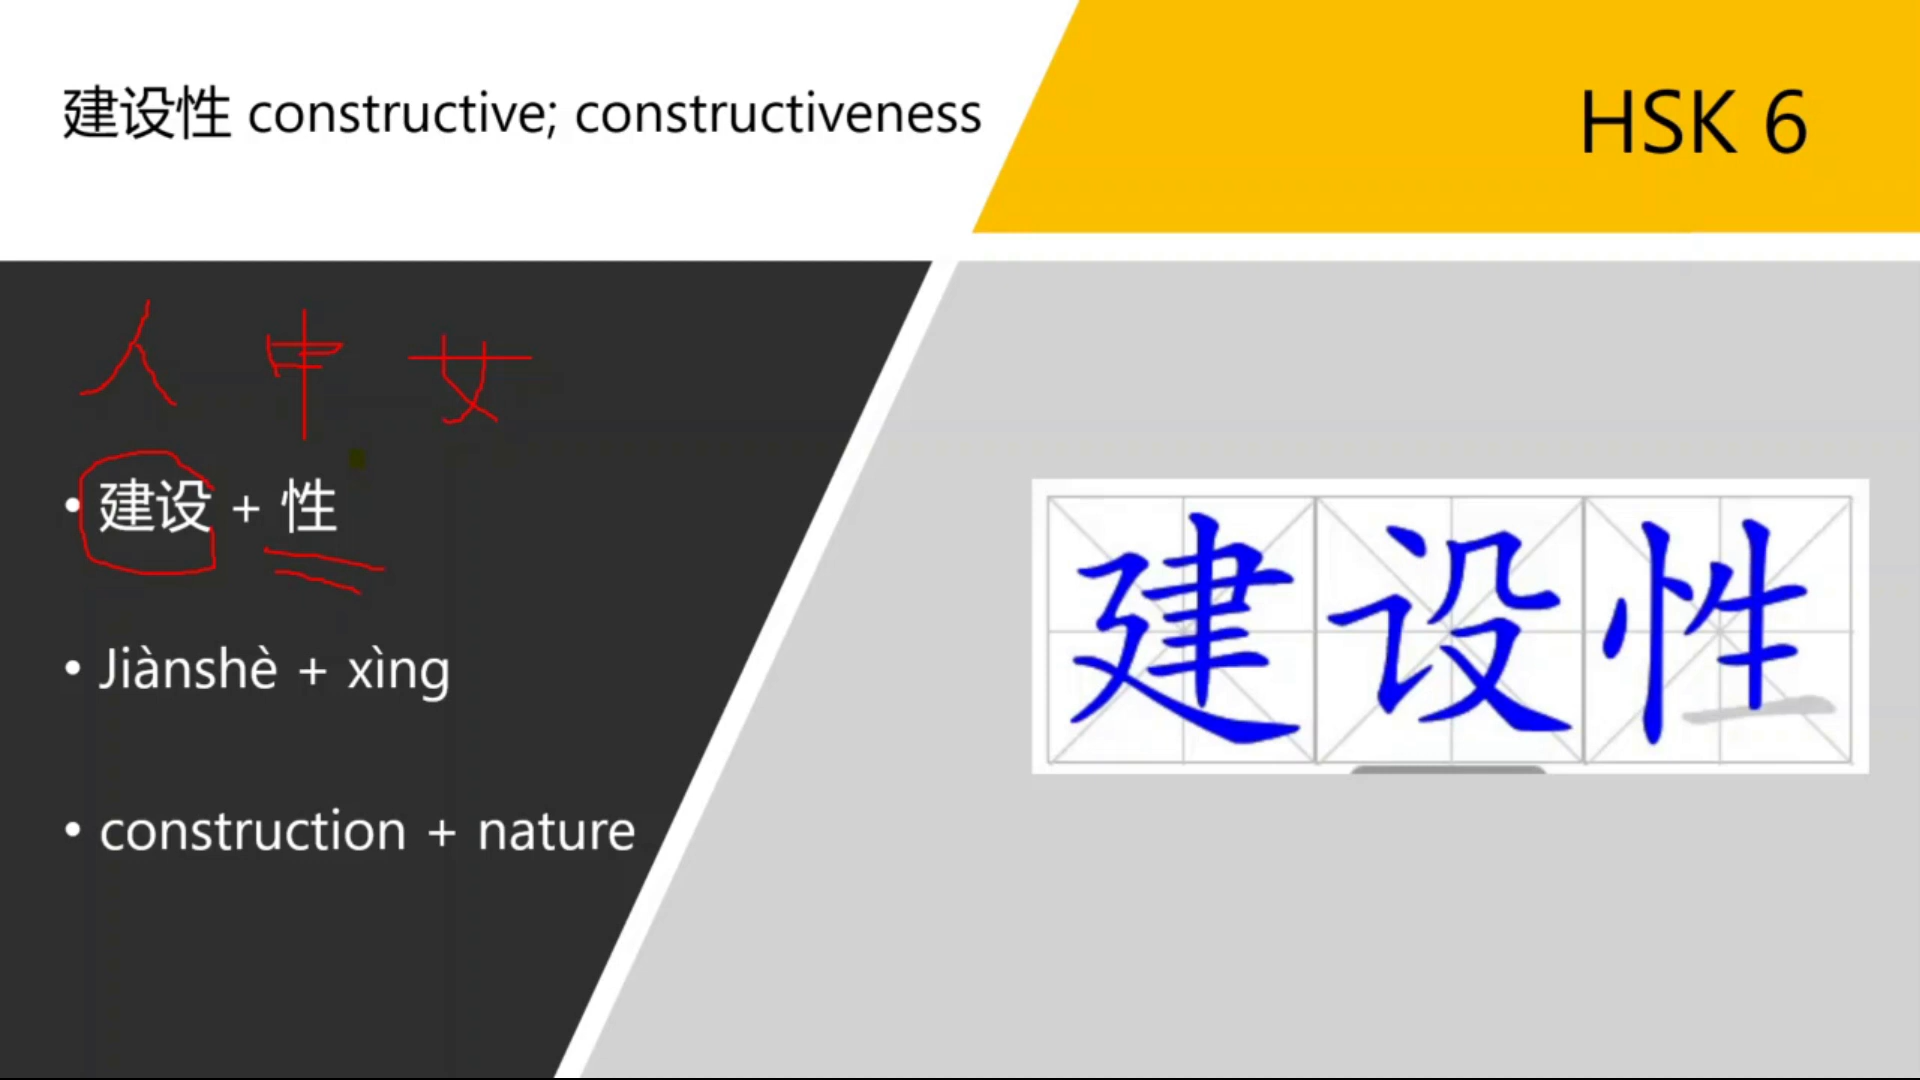 建设性 constructive; constructiveness
HSK 6
人 中 女
• 建设 + 性
• Jiànshè + xìng
• construction + nature
建设性